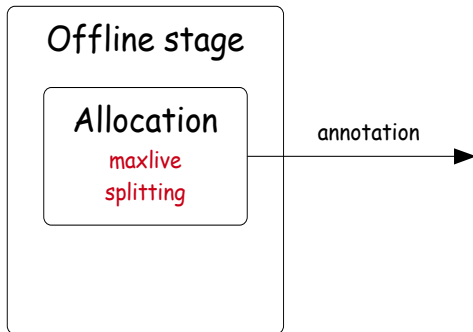 Offline stage
Allocation
maxlive
splitting
annotation